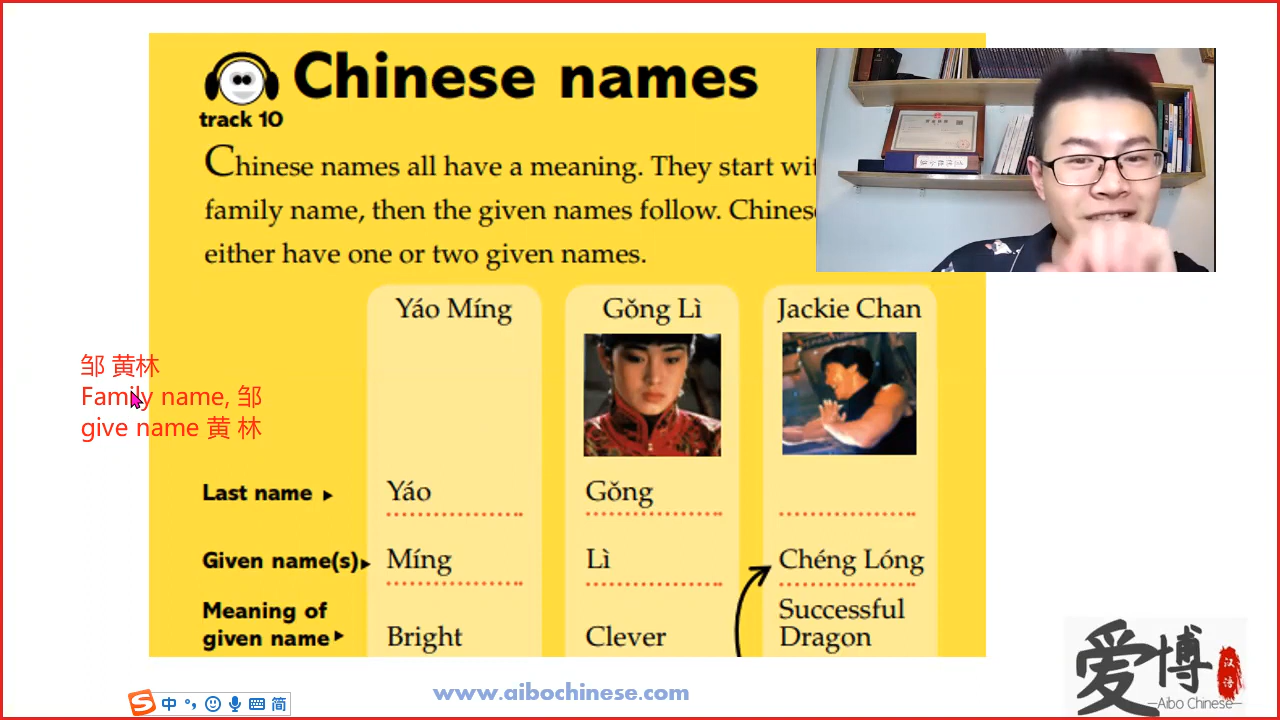 Chinese names
track 10
Chinese names all have a meaning. They start wit
family name, then the given names follow. Chines
either have one or two given names.
Yáo Míng
Gǒng Lì
Jackie Chan
邹 黄林
Family name, 邹
give name 黄 林
Last name
Yáo
Gǒng
Given name(s)
Míng
Lì
Chéng Lóng
Meaning of
given name
Bright
Clever
Successful
Dragon
中
简
www.aibochinese.com
爱博
汉语
Aibo Chinese